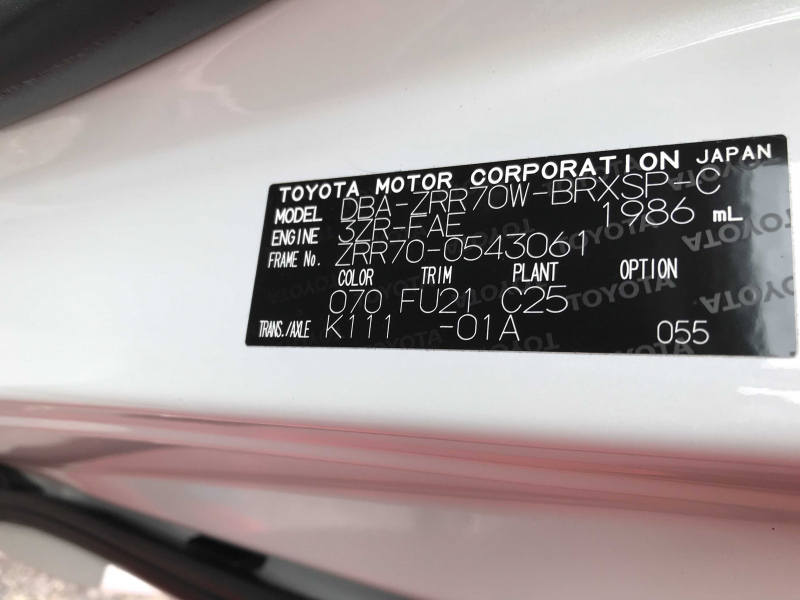 TOYOTA MOTOR CORPORATION JAPAN
MODEL DBA-ZRR70W-BRXSP-C
ENGINE 3ZR-FAE 1986 mL
FRAME No. ZRR70-0543061
COLOR TRIM PLANT OPTION
070 FU21 C25
TRANS./AXLE K111 -01A 055